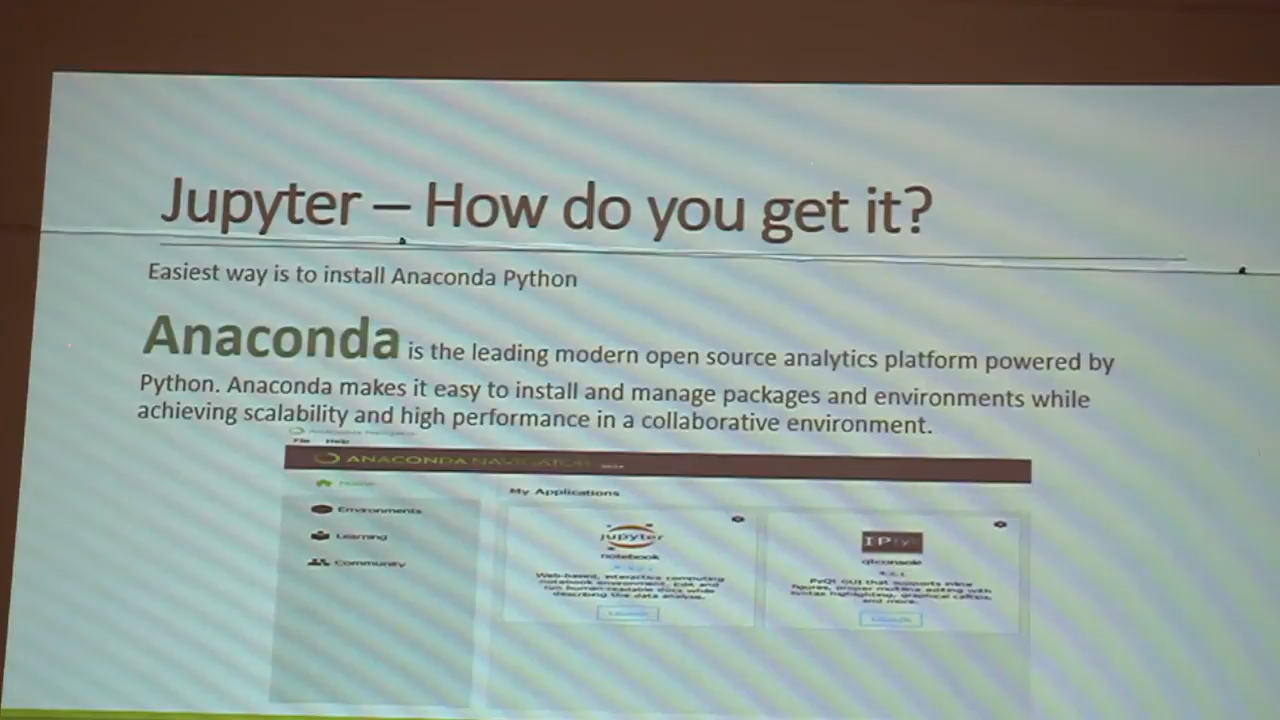 Jupyter – How do you get it?
Easiest way is to install Anaconda Python
Anaconda is the leading modern open source analytics platform powered by
Python. Anaconda makes it easy to install and manage packages and environments while
achieving scalability and high performance in a collaborative environment.
File Help
ANACONDA NAVIGATOR
Home
Environments
Learning
Community
My Applications
jupyter
notebook
Web-based, interactive computing
notebook environment. Edit and
run human-readable docs while
describing the data analysis.
Launch
IP[y]:
qtconsole
PyQt GUI that supports inline
figures, proper multiline editing with
syntax highlighting, graphical calltips,
and more.
Launch